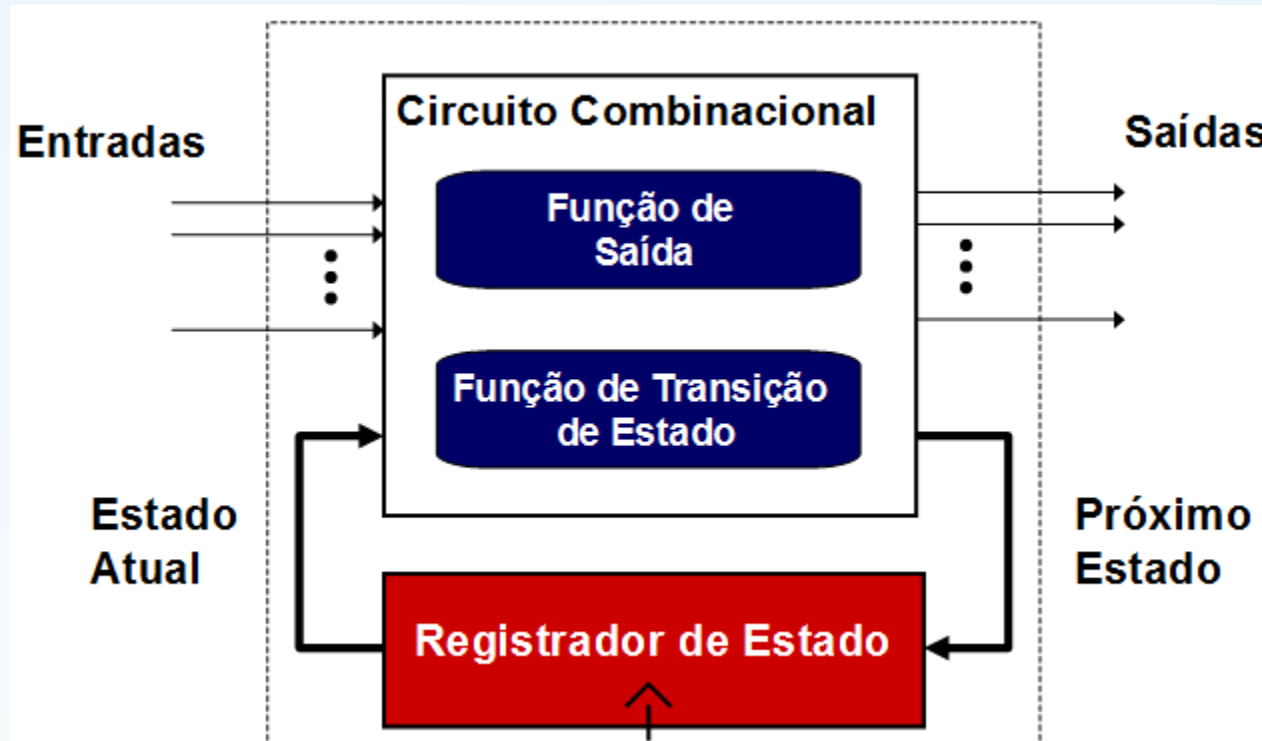 Circuito Combinacional
Entradas
Saídas
Função de
Saída
Função de Transição
de Estado
Estado
Atual
Próximo
Estado
Registrador de Estado